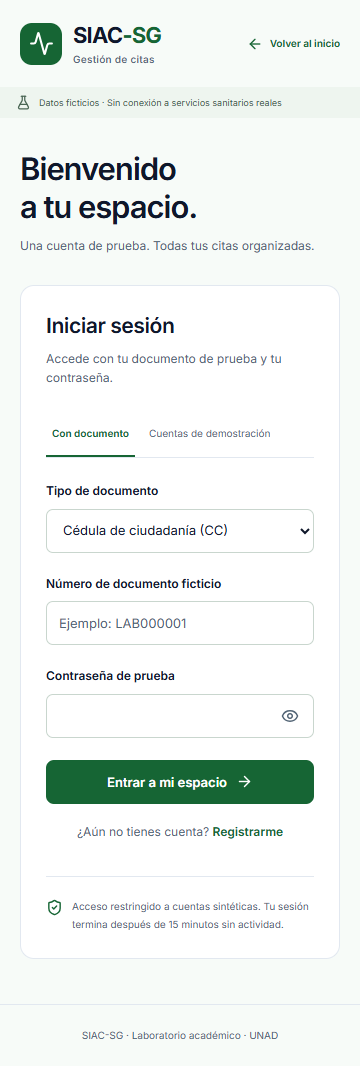 SIAC-SG
Gestión de citas
Volver al inicio
Datos ficticios · Sin conexión a servicios sanitarios reales
Bienvenido
a tu espacio.
Una cuenta de prueba. Todas tus citas organizadas.
Iniciar sesión
Accede con tu documento de prueba y tu
contraseña.
Con documento
Cuentas de demostración
Tipo de documento
Cédula de ciudadanía (CC)
Número de documento ficticio
Ejemplo: LAB000001
Contraseña de prueba
Entrar a mi espacio
¿Aún no tienes cuenta? Registrarme
Acceso restringido a cuentas sintéticas. Tu sesión
termina después de 15 minutos sin actividad.
SIAC-SG · Laboratorio académico · UNAD